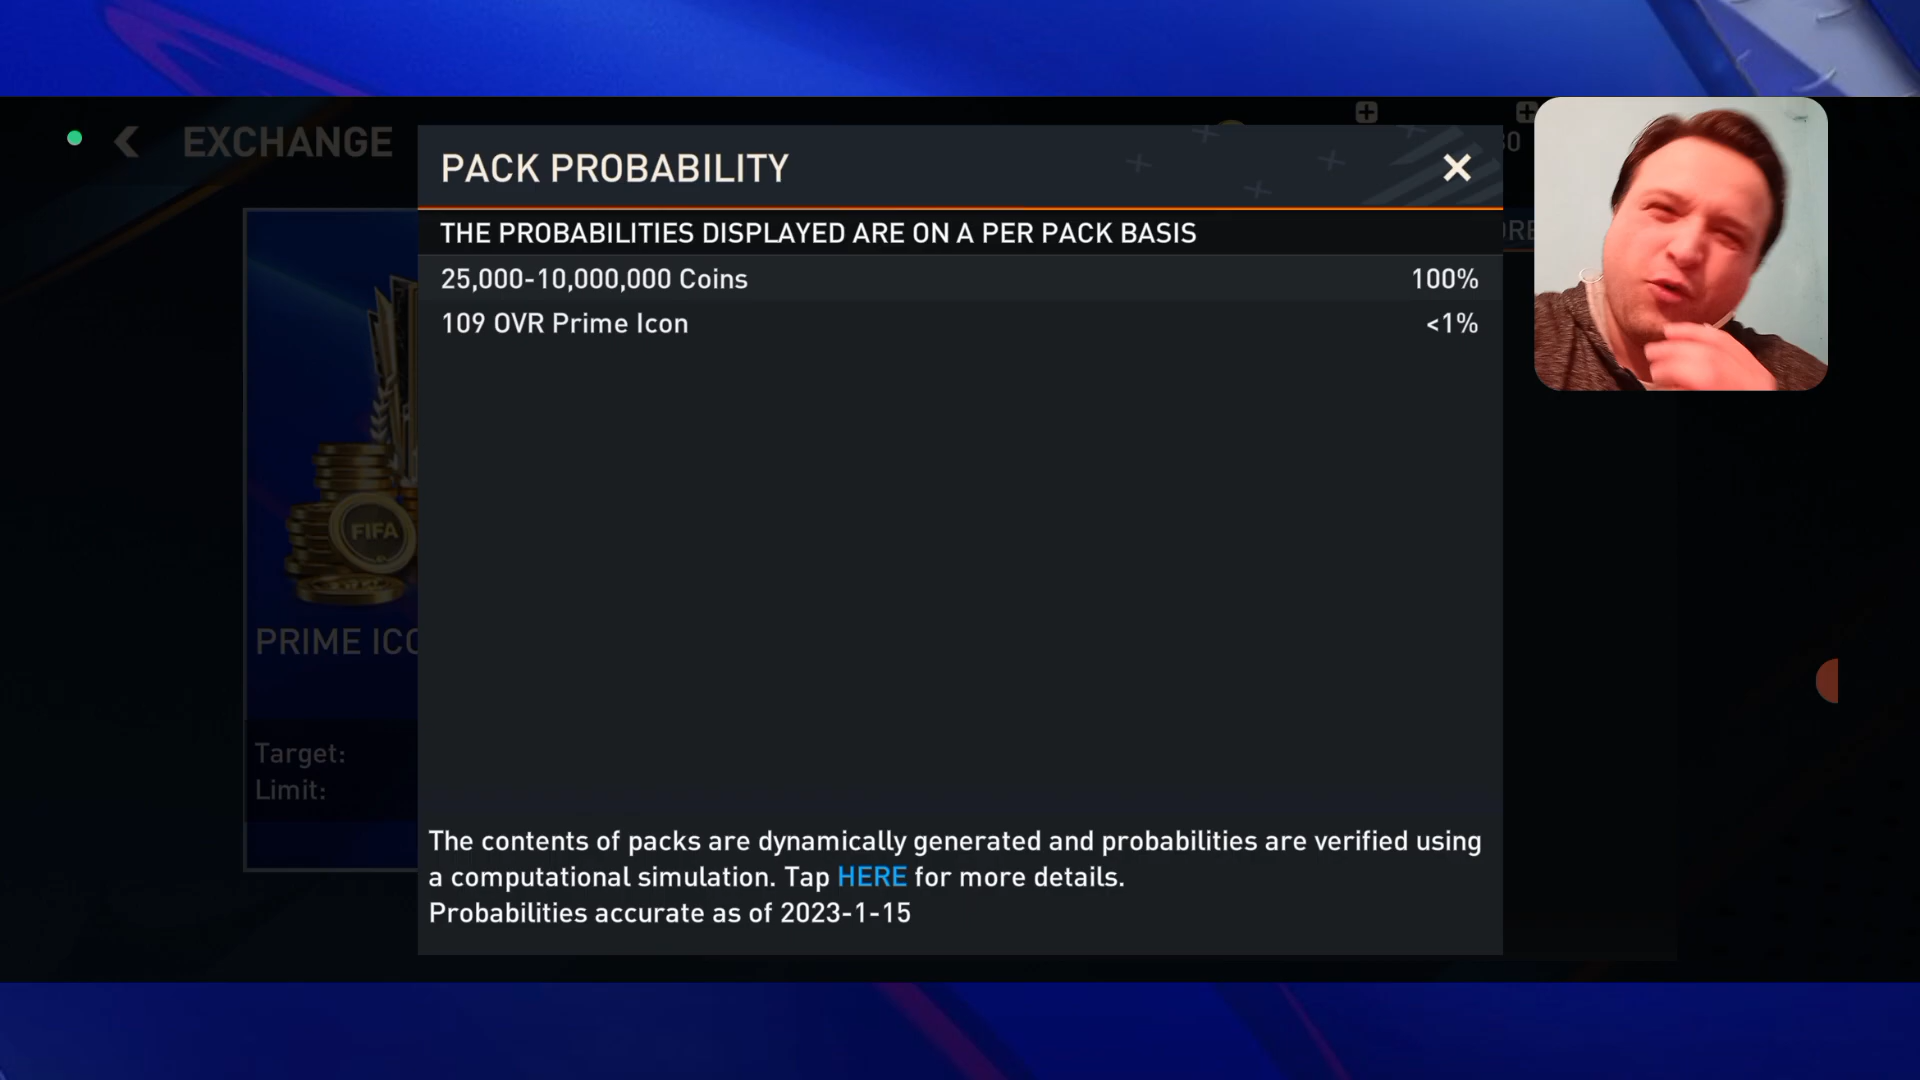 EXCHANGE
PACK PROBABILITY
THE PROBABILITIES DISPLAYED ARE ON A PER PACK BASIS
25,000-10,000,000 Coins 100%
109 OVR Prime Icon <1%
FIFA
PRIME ICO
Target:
Limit:
The contents of packs are dynamically generated and probabilities are verified using
a computational simulation. Tap HERE for more details.
Probabilities accurate as of 2023-1-15